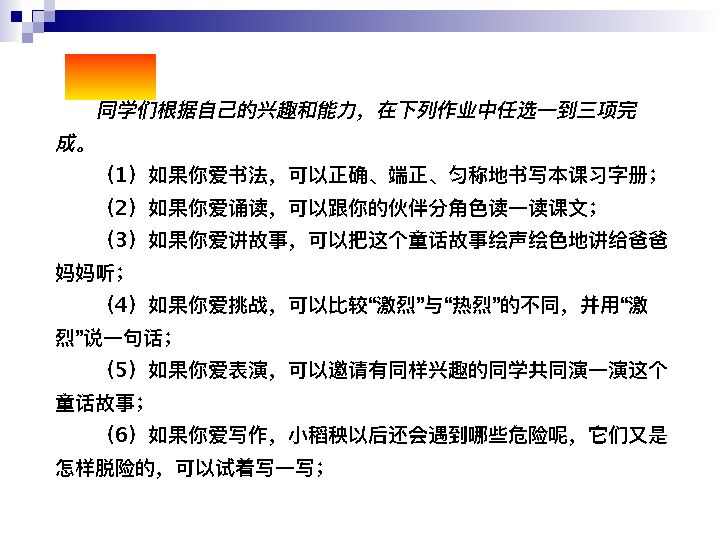 同学们根据自己的兴趣和能力，在下列作业中任选一到三项完
成。
（1）如果你爱书法，可以正确、端正、匀称地书写本课习字册；
（2）如果你爱诵读，可以跟你的伙伴分角色读一读课文；
（3）如果你爱讲故事，可以把这个童话故事绘声绘色地讲给爸爸
妈妈听；
（4）如果你爱挑战，可以比较“激烈”与“热烈”的不同，并用“激
烈”说一句话；
（5）如果你爱表演，可以邀请有同样兴趣的同学共同演一演这个
童话故事；
（6）如果你爱写作，小稻秧以后还会遇到哪些危险呢，它们又是
怎样脱险的，可以试着写一写；